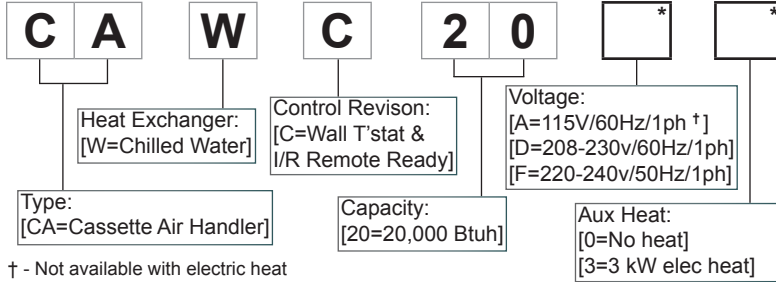 C A W C 2 0 * *
Heat Exchanger:
[W=Chilled Water]
Control Revison:
[C=Wall T'stat &
I/R Remote Ready]
Voltage:
[A=115V/60Hz/1ph †]
[D=208-230v/60Hz/1ph]
[F=220-240v/50Hz/1ph]
Type:
[CA=Cassette Air Handler]
Capacity:
[20=20,000 Btuh]
Aux Heat:
[0=No heat]
[3=3 kW elec heat]
† - Not available with electric heat